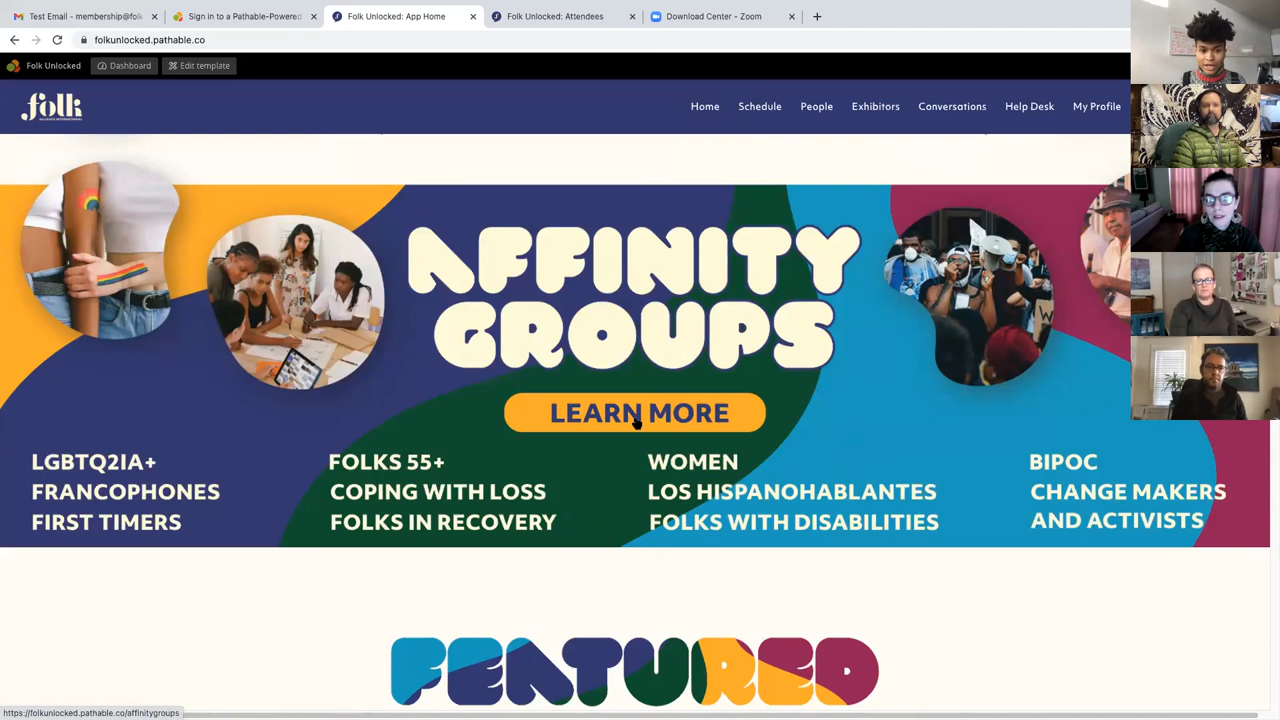 Test Email - membership@folk
Sign in to a Pathable-Powered
Folk Unlocked: App Home
Folk Unlocked: Attendees
Download Center - Zoom
folkunlocked.pathable.co
Folk Unlocked
Dashboard
Edit template
folk
Home
Schedule
People
Exhibitors
Conversations
Help Desk
My Profile
AFFINITY
GROUPS
LEARN MORE
LGBTQ2IA+
FRANCOPHONES
FIRST TIMERS
FOLKS 55+
COPING WITH LOSS
FOLKS IN RECOVERY
WOMEN
LOS HISPANOHABLANTES
FOLKS WITH DISABILITIES
BIPOC
CHANGE MAKERS
AND ACTIVISTS
FEATURED
https://folkunlocked.pathable.co/affinitygroups